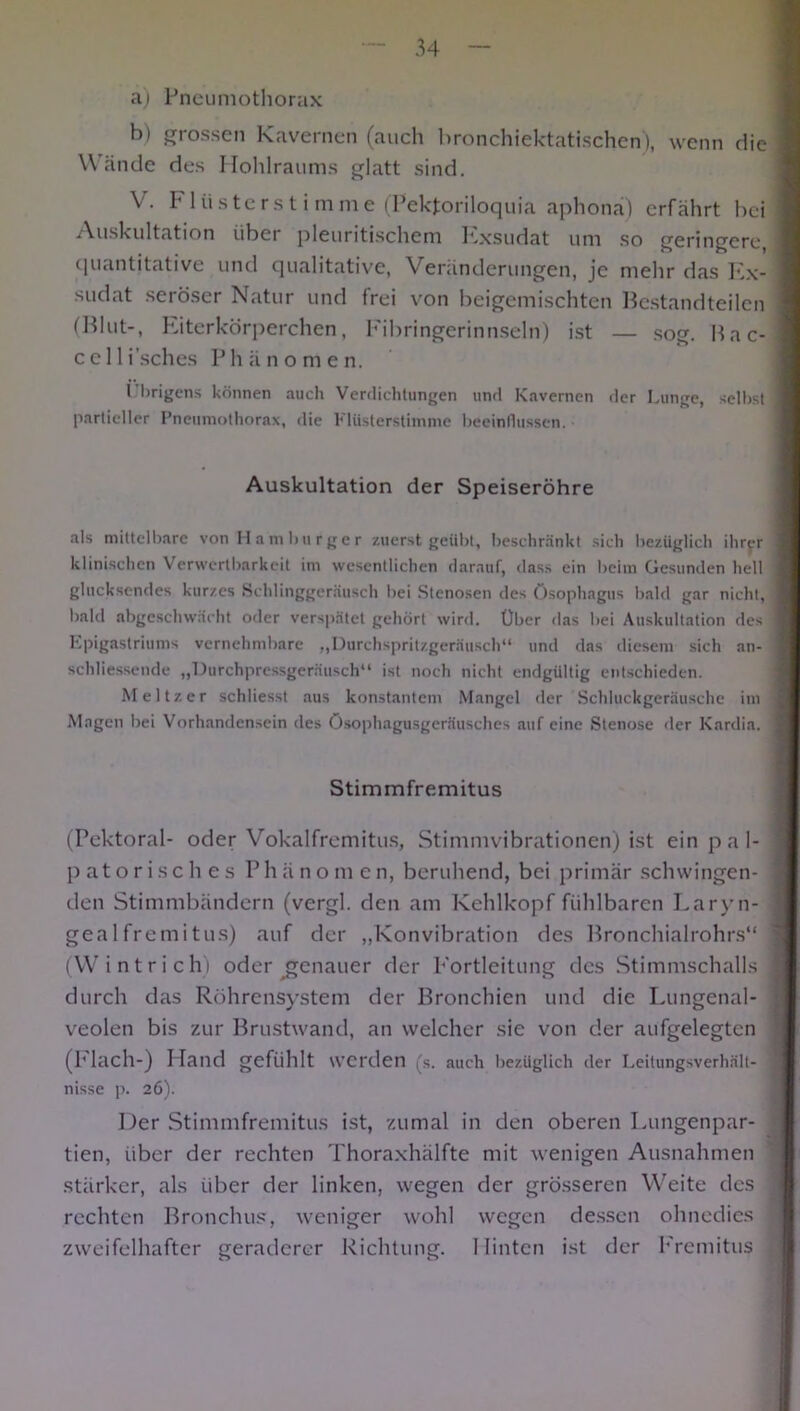 — 34 —
a) Pneumothorax
b) grossen Kavernen (auch bronchiektatischen), wenn die
Wände des Hohlraums glatt sind.
V. Flüsterstimme (Pektoriloquia aphona) erfährt bei
Auskultation über pleuritischem Exsudat um so geringere,
quantitative und qualitative, Veränderungen, je mehr das Ex-
sudat seröser Natur und frei von beigemischten Bestandteilen
(Blut-, Eiterkörperchen, Fibringerinnseln) ist — sog. Bac-
celli'sches Phänomen.
Übrigens können auch Verdichtungen und Kavernen der Lunge, selbst
partieller Pneumothorax, die Flüsterstimme beeinflussen.
Auskultation der Speiseröhre
als mittelbare von Hamburger zuerst geübt, beschränkt sich bezüglich ihrer
klinischen Verwertbarkeit im wesentlichen darauf, dass ein beim Gesunden hell
glucksendes kurzes Schlinggeräusch bei Stenosen des Ösophagus bald gar nicht,
bald abgeschwächt oder verspätet gehört wird. Über das bei Auskultation des
Epigastriums vernehmbare „Durchspritzgeräusch“ und das diesem sich an-
schliessende „Durchpressgeräusch“ ist noch nicht endgültig entschieden.
Meltzer schliesst aus konstantem Mangel der Schluckgeräusche im
Magen bei Vorhandensein des Ösophagusgeräusches auf eine Stenose der Kardia.
Stimmfremitus
(Pektoral- oder Vokalfremitus, Stimmvibrationen) ist ein pal-
patorisches Phänomen, beruhend, bei primär schwingen-
den Stimmbändern (vergl. den am Kehlkopf fühlbaren Laryn-
gealfremitus) auf der „Konvibration des Bronchialrohrs“
(Wintrich) oder genauer der Fortleitung des Stimmschalls
durch das Röhrensystem der Bronchien und die Lungenal-
veolen bis zur Brustwand, an welcher sie von der aufgelegten
(Flach-) Hand gefühlt werden (s. auch bezüglich der Leitungsverhält-
nisse p. 26).
Der Stimmfremitus ist, zumal in den oberen Lungenpar-
tien, über der rechten Thoraxhälfte mit wenigen Ausnahmen
stärker, als über der linken, wegen der grösseren Weite des
rechten Bronchus, weniger wohl wegen dessen ohnedies
zweifelhafter geraderer Richtung. Hinten ist der Fremitus